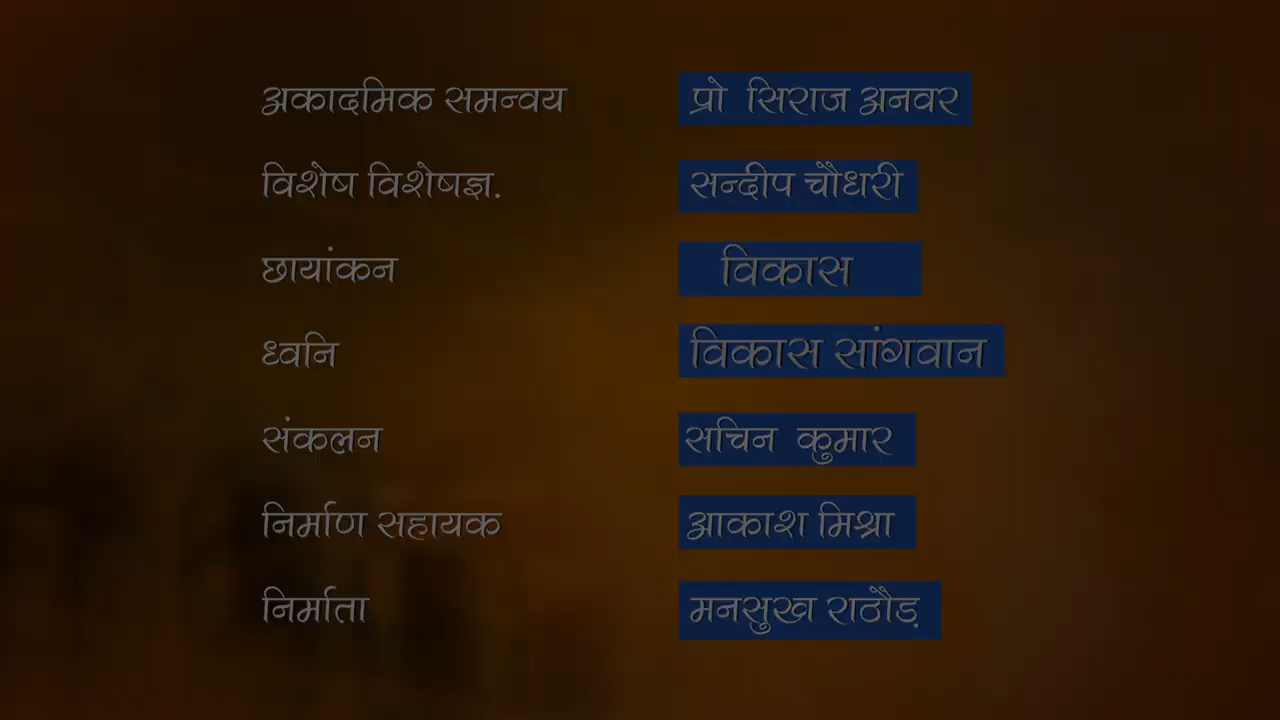 अकादमिक समन्वय प्रो सिराज अनवर
विशेष विशेषज्ञ. सन्दीप चौधरी
छायांकन विकास
ध्वनि विकास सांगवान
संकलन सचिन कुमार
निर्माण सहायक आकाश मिश्रा
निर्माता मनसुख राठौड़